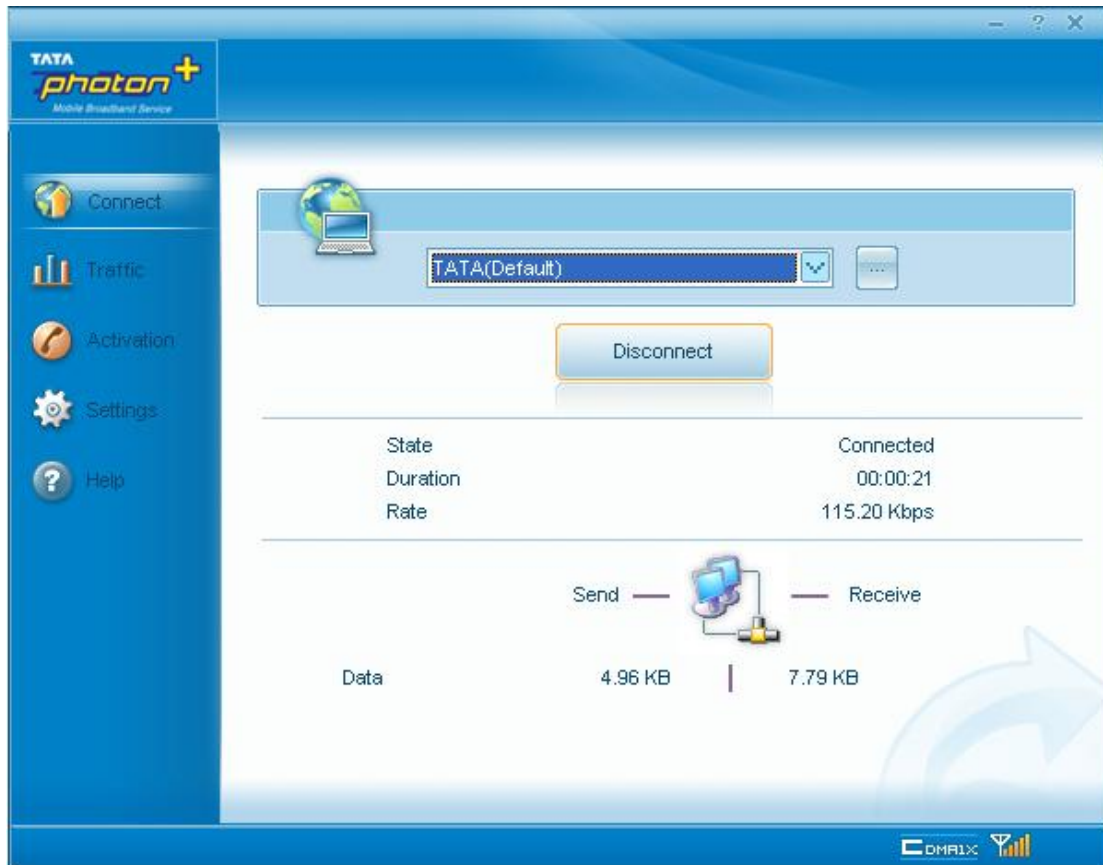 – ? X
TATA
photon+
Mobile Broadband Service
Connect
TATA(Default) ...
Traffic
Activation
Disconnect
Settings
State Connected
Duration 00:00:21
Help
Rate 115.20 Kbps
Send Receive
Data 4.96 KB 7.79 KB
CDMA1X